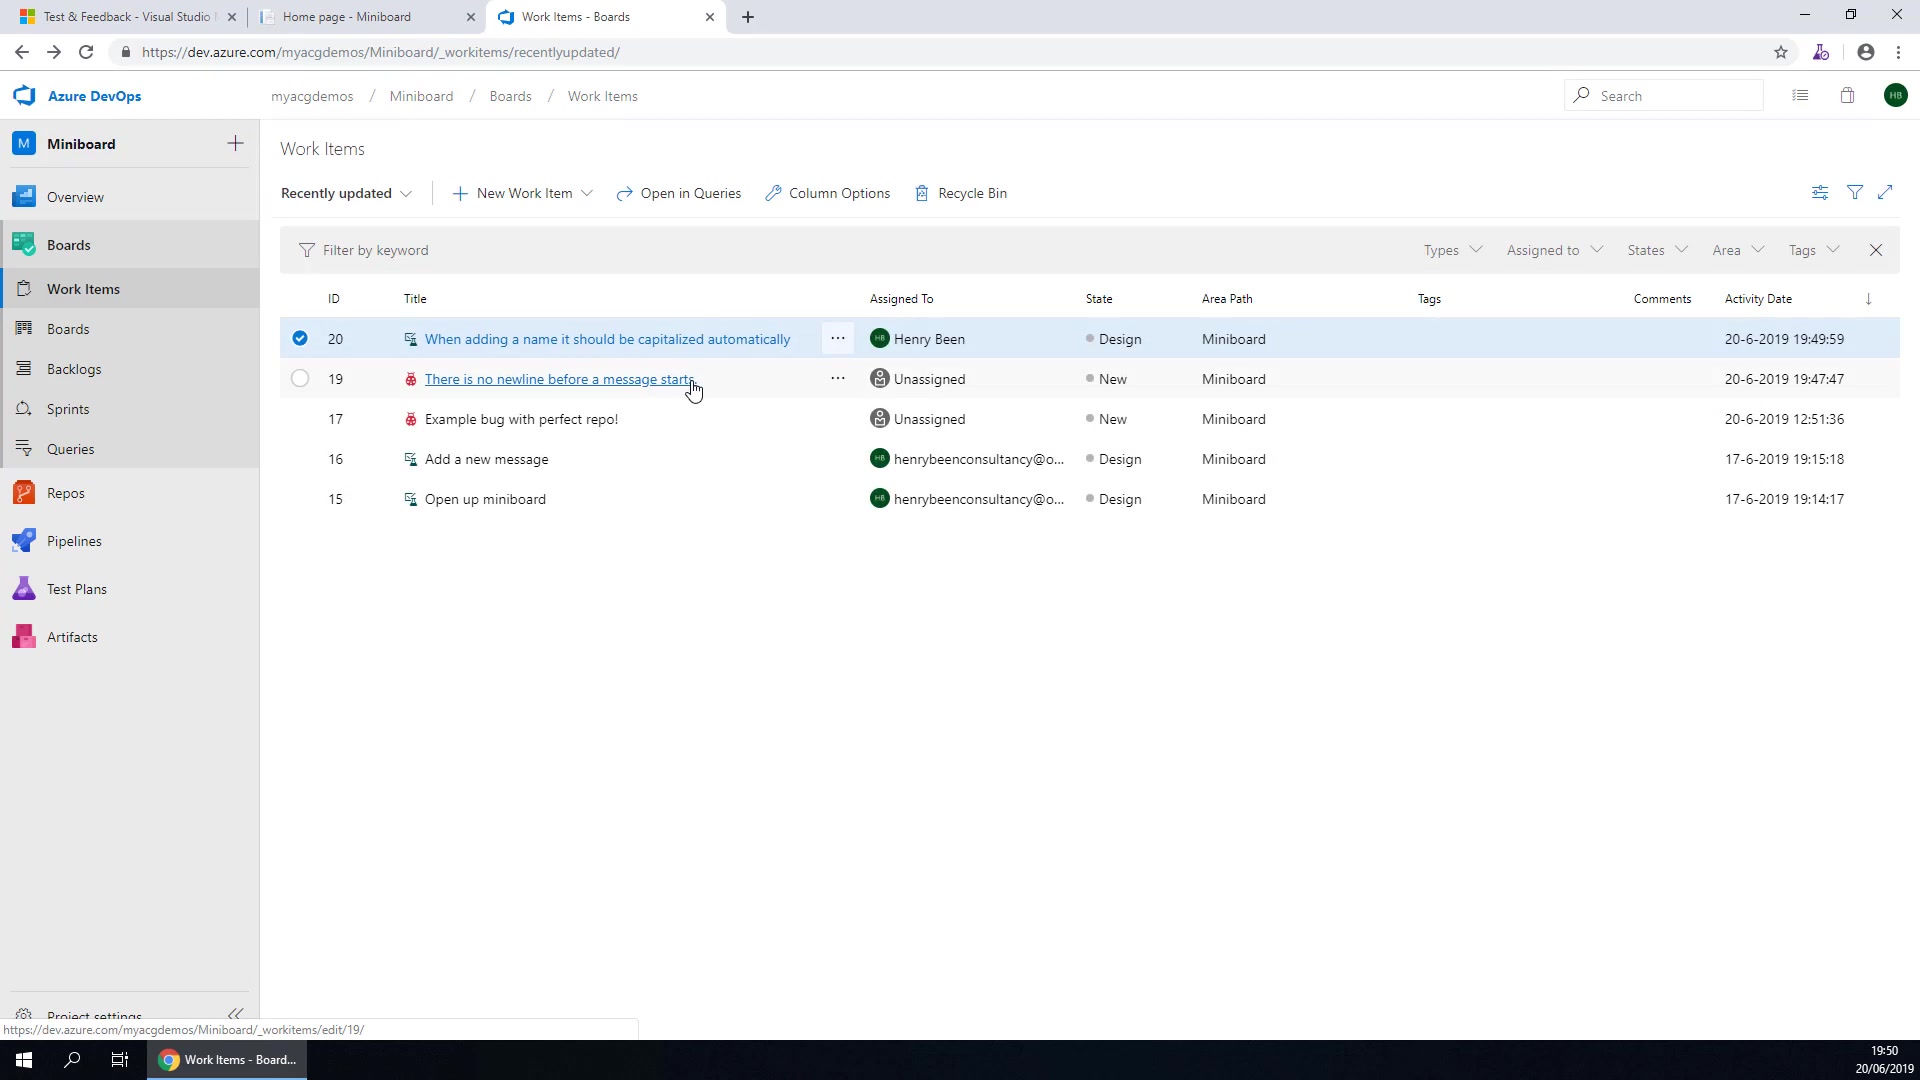 Test & Feedback - Visual Studio
Home page - Miniboard
Work Items - Boards
https://dev.azure.com/myacgdemos/Miniboard/_workitems/recentlyupdated/
Azure DevOps
myacgdemos / Miniboard / Boards / Work Items
Search
HB
M Miniboard
Work Items
Overview
Recently updated New Work Item Open in Queries Column Options Recycle Bin
Boards
Filter by keyword Types Assigned to States Area Tags
Work Items
ID Title Assigned To State Area Path Tags Comments Activity Date
Boards
20 When adding a name it should be capitalized automatically ... HB Henry Been Design Miniboard 20-6-2019 19:49:59
Backlogs
19 There is no newline before a message starts ... Unassigned New Miniboard 20-6-2019 19:47:47
Sprints
17 Example bug with perfect repo! Unassigned New Miniboard 20-6-2019 12:51:36
Queries
16 Add a new message HB henrybeenconsultancy@o... Design Miniboard 17-6-2019 19:15:18
Repos
15 Open up miniboard HB henrybeenconsultancy@o... Design Miniboard 17-6-2019 19:14:17
Pipelines
Test Plans
Artifacts
Project settings
https://dev.azure.com/myacgdemos/Miniboard/_workitems/edit/19/
Work Items - Board...
19:50
20/06/2019